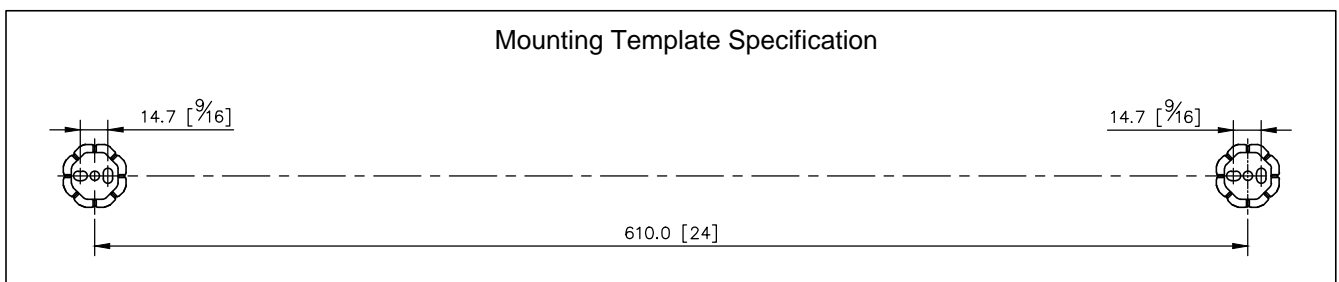 Mounting Template Specification
14.7 [9/16]
14.7 [9/16]
610.0 [24]